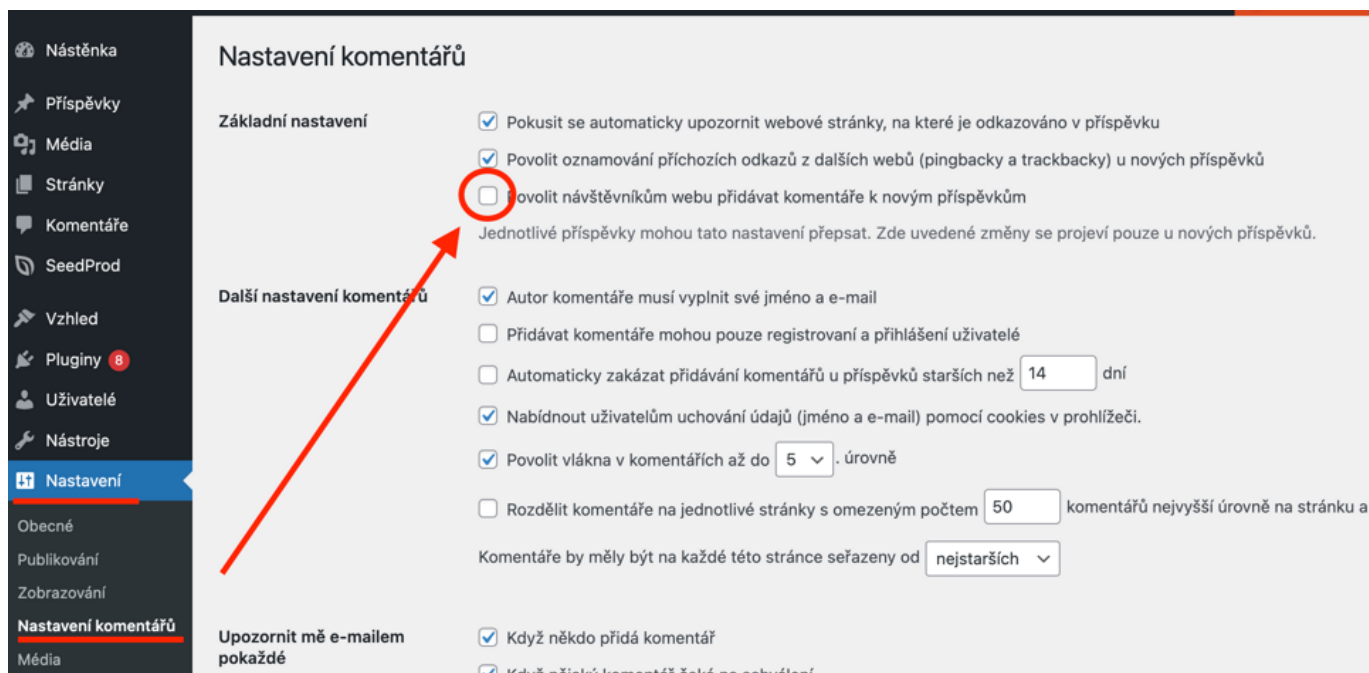 Nástěnka
Příspěvky
Média
Stránky
Komentáře
SeedProd
Vzhled
Pluginy 8
Uživatelé
Nástroje
Nastavení
Obecné
Publikování
Zobrazování
Nastavení komentářů
Média
Nastavení komentářů
Základní nastavení
Pokusit se automaticky upozornit webové stránky, na které je odkazováno v příspěvku
Povolit oznamování příchozích odkazů z dalších webů (pingbacky a trackbacky) u nových příspěvků
Povolit návštěvníkům webu přidávat komentáře k novým příspěvkům
Jednotlivé příspěvky mohou tato nastavení přepsat. Zde uvedené změny se projeví pouze u nových příspěvků.
Další nastavení komentářů
Autor komentáře musí vyplnit své jméno a e-mail
Přidávat komentáře mohou pouze registrovaní a přihlášení uživatelé
Automaticky zakázat přidávání komentářů u příspěvků starších než 14 dní
Nabídnout uživatelům uchování údajů (jméno a e-mail) pomocí cookies v prohlížeči.
Povolit vlákna v komentářích až do 5 . úrovně
Rozdělit komentáře na jednotlivé stránky s omezeným počtem 50 komentářů nejvyšší úrovně na stránku a
Komentáře by měly být na každé této stránce seřazeny od nejstarších
Upozornit mě e-mailem
pokaždé
Když někdo přidá komentář
Když nějaký komentář čeká na schválení